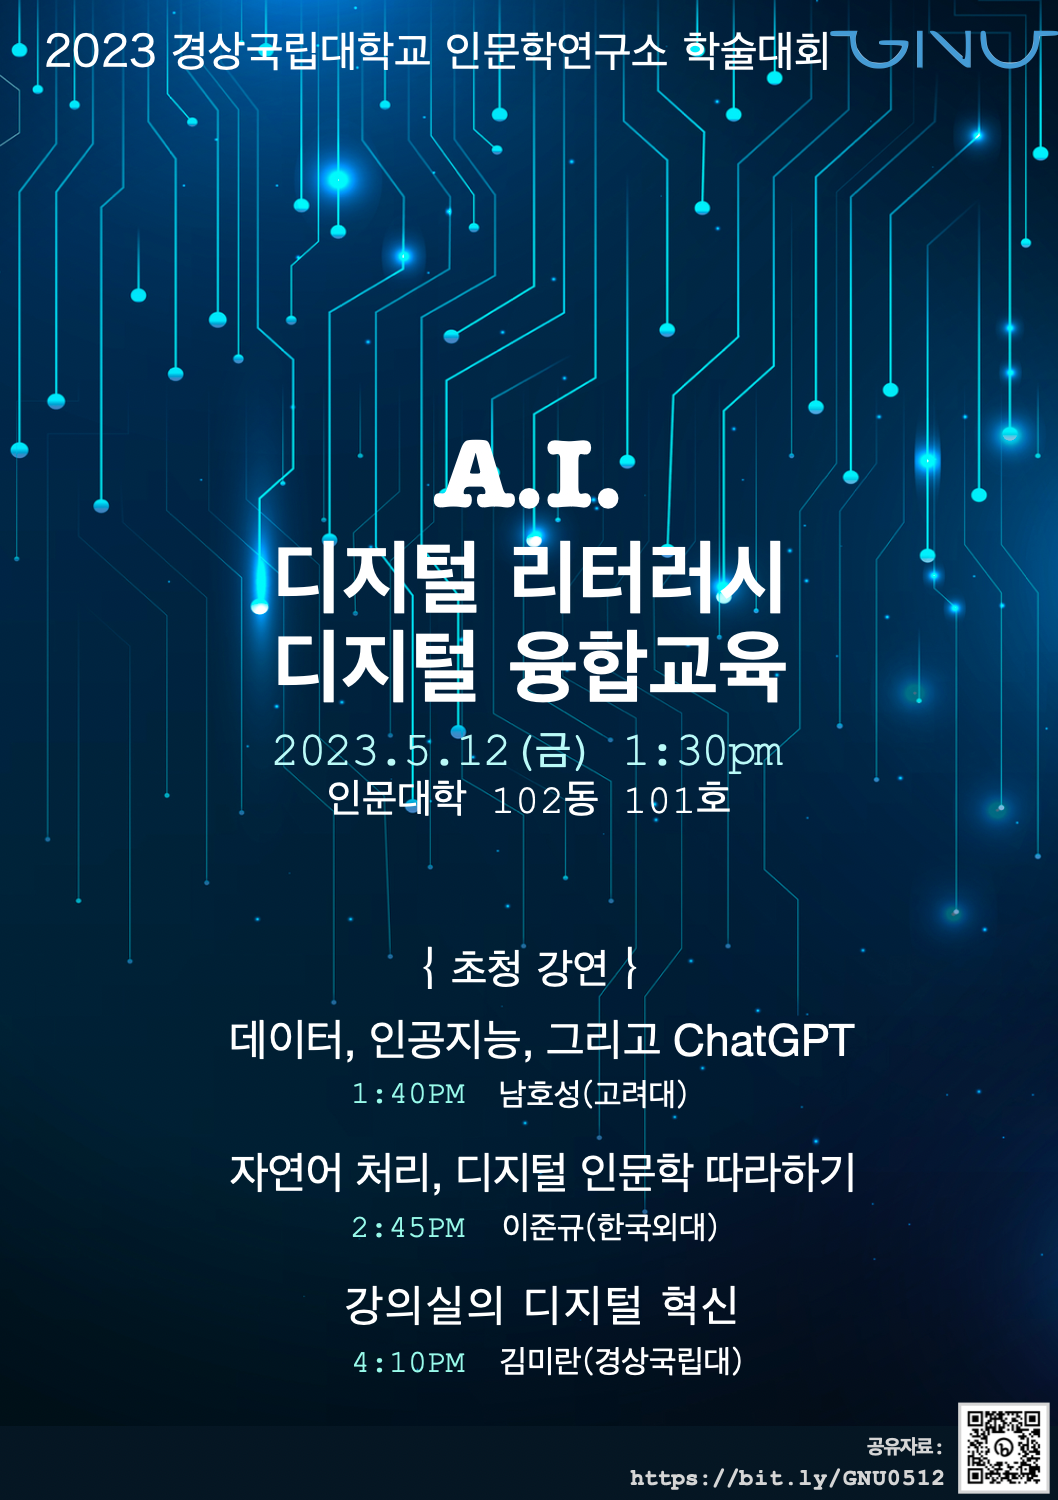 2023 경상국립대학교 인문학연구소 학술대회 GNU
A.I.
디지털 리터러시
디지털 융합교육
2023.5.12(금) 1:30pm
인문대학 102동 101호
{ 초청 강연 }
데이터, 인공지능, 그리고 ChatGPT
1:40PM 남호성(고려대)
자연어 처리, 디지털 인문학 따라하기
2:45PM 이준규(한국외대)
강의실의 디지털 혁신
4:10PM 김미란(경상국립대)
공유자료:
https://bit.ly/GNU0512